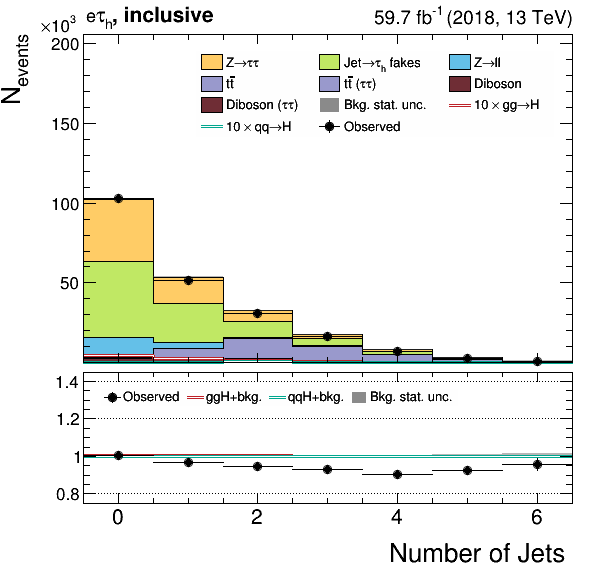 ×10³ eτₕ, inclusive 59.7 fb⁻¹ (2018, 13 TeV)
N_events
200
150
100
50
Z→ττ Jet→τₕ fakes Z→ll
tt̄ tt̄ (ττ) Diboson
Diboson (ττ) Bkg. stat. unc. 10 × gg→H
10 × qq→H Observed
1.4
1.2
1
0.8
Observed ggH+bkg. qqH+bkg. Bkg. stat. unc.
0 2 4 6
Number of Jets